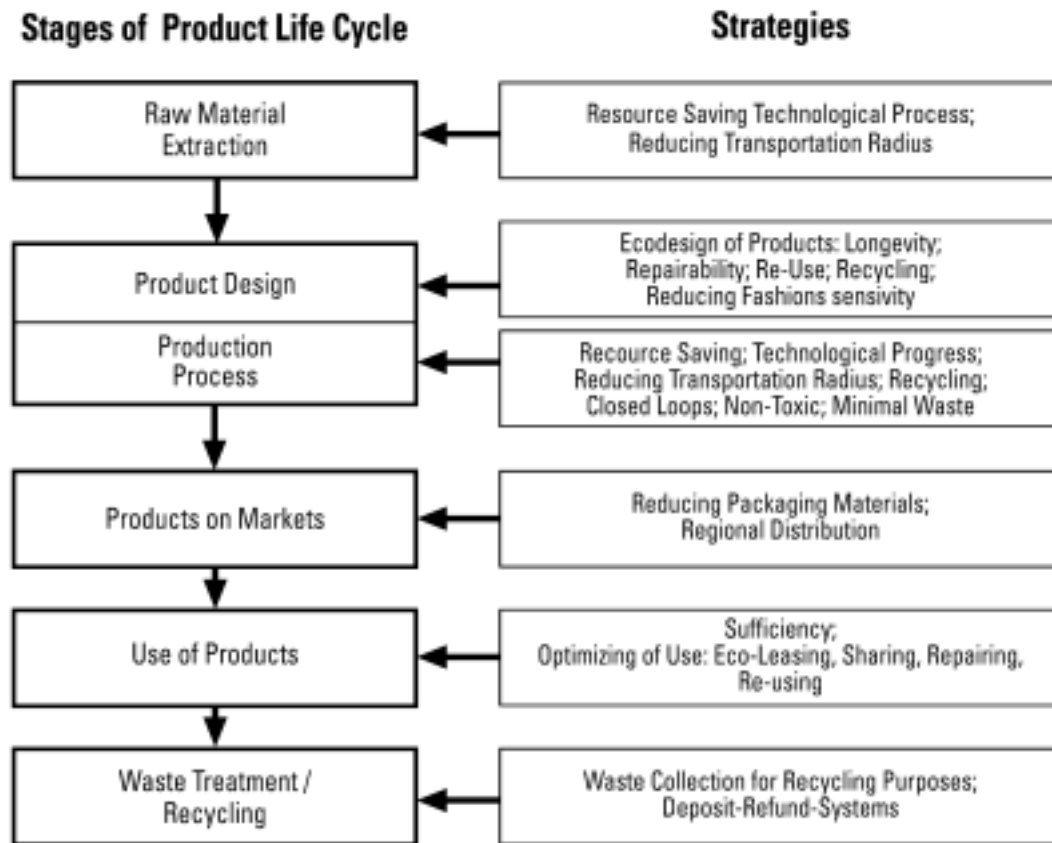 Stages of Product Life Cycle
Strategies
Raw Material
Extraction
Resource Saving Technological Process;
Reducing Transportation Radius
Product Design
Ecodesign of Products: Longevity;
Repairability; Re-Use; Recycling;
Reducing Fashions sensivity
Production
Process
Recource Saving; Technological Progress;
Reducing Transportation Radius; Recycling;
Closed Loops; Non-Toxic; Minimal Waste
Products on Markets
Reducing Packaging Materials;
Regional Distribution
Use of Products
Sufficiency;
Optimizing of Use: Eco-Leasing, Sharing, Repairing,
Re-using
Waste Treatment /
Recycling
Waste Collection for Recycling Purposes;
Deposit-Refund-Systems